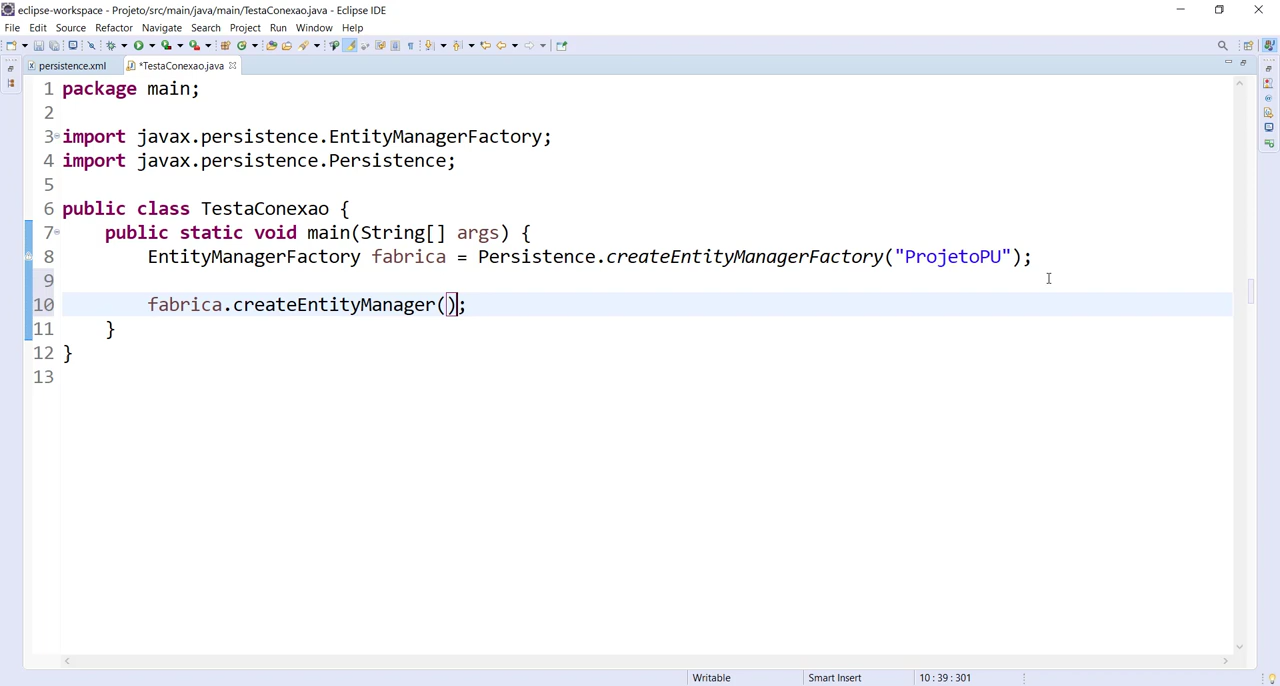 eclipse-workspace - Projeto/src/main/java/main/TestaConexao.java - Eclipse IDE
File Edit Source Refactor Navigate Search Project Run Window Help
persistence.xml *TestaConexao.java
1 package main;
2
3 import javax.persistence.EntityManagerFactory;
4 import javax.persistence.Persistence;
5
6 public class TestaConexao {
7 public static void main(String[] args) {
8 EntityManagerFactory fabrica = Persistence.createEntityManagerFactory("ProjetoPU");
9
10 fabrica.createEntityManager();
11 }
12 }
13
Writable Smart Insert 10 : 39 : 301